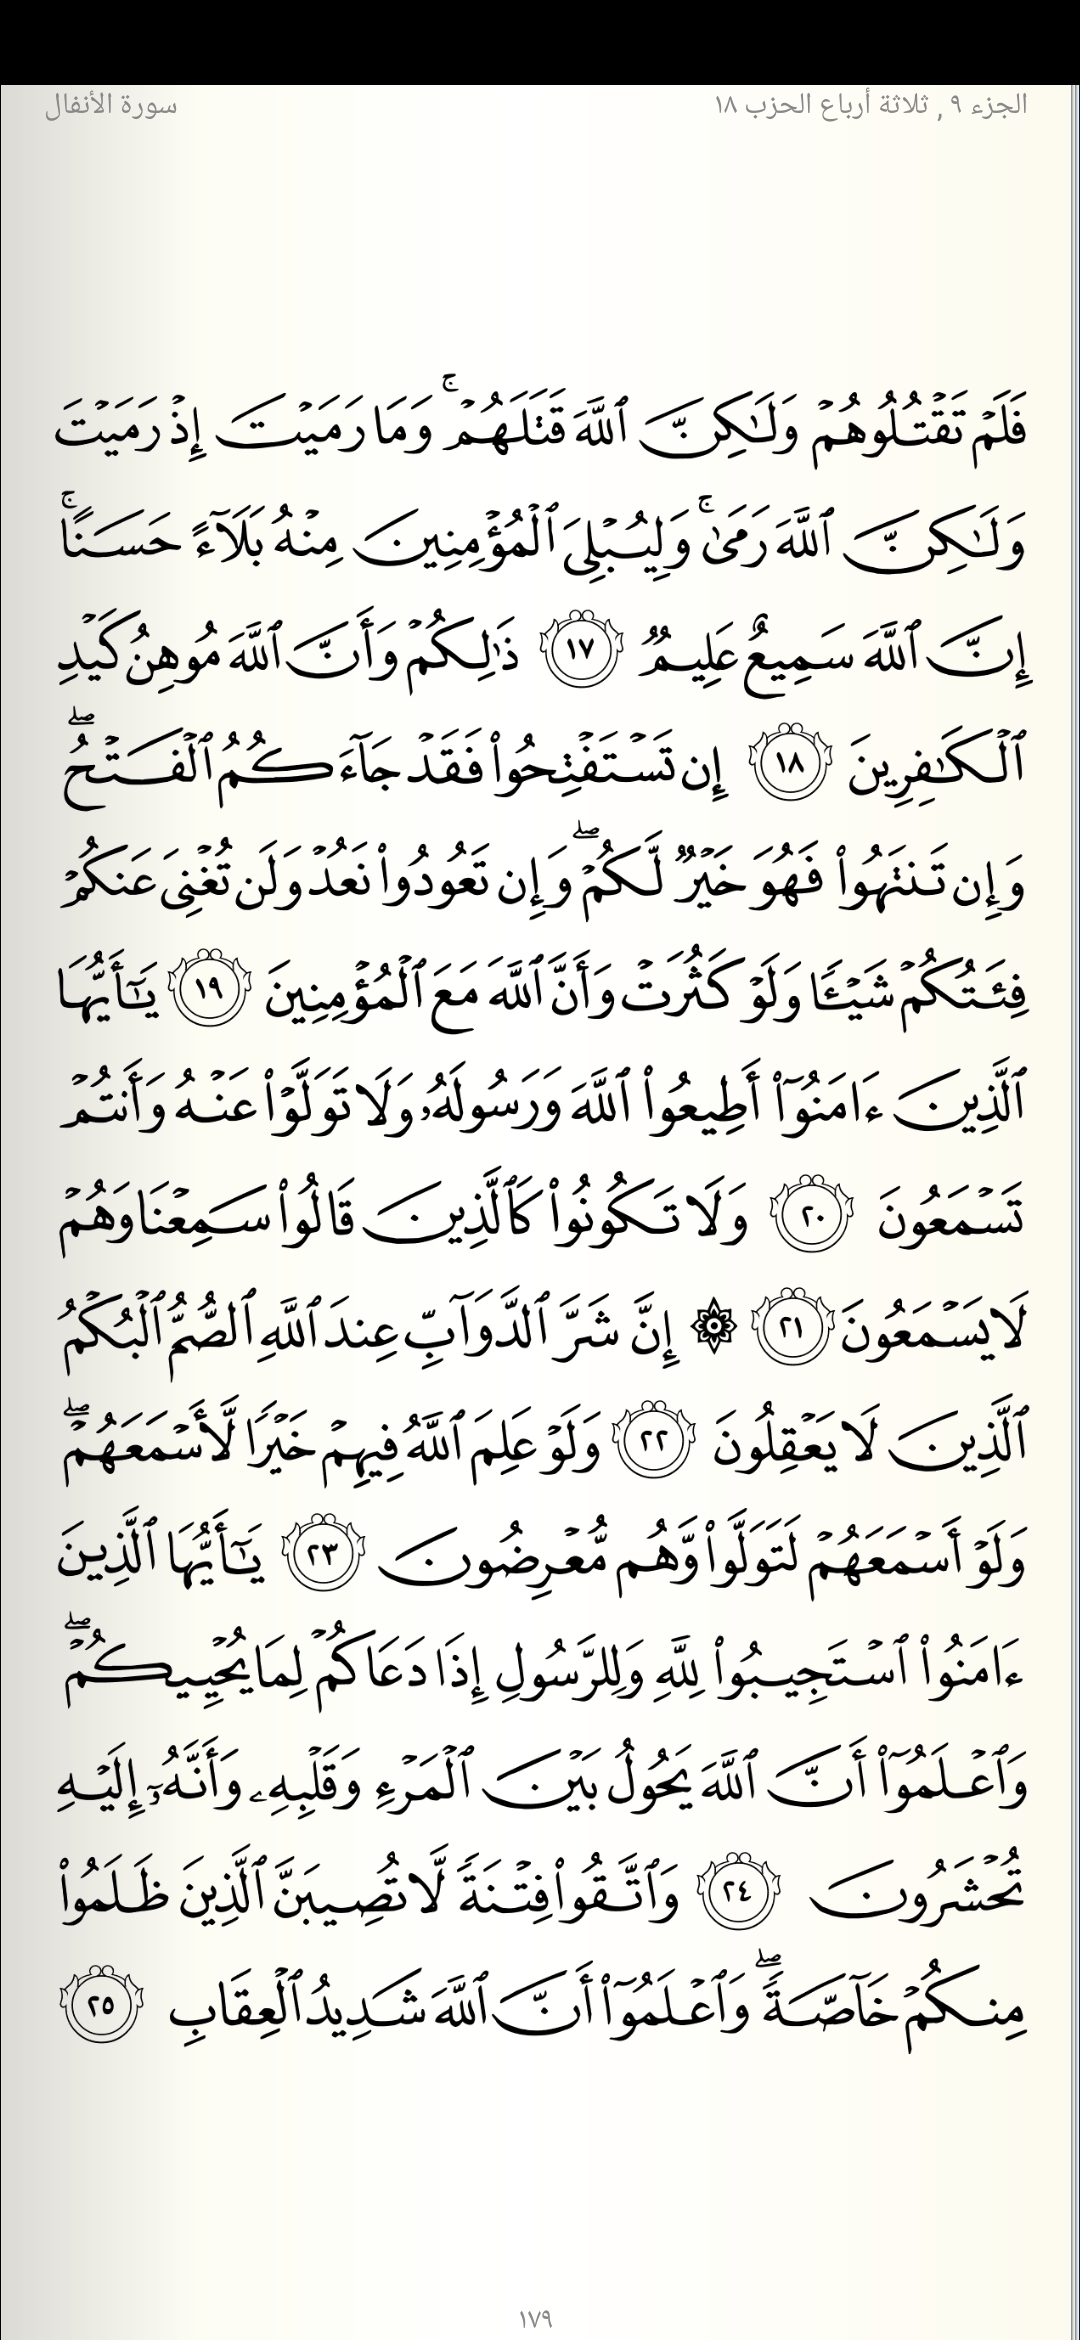 الجزء ٩ , ثلاثة أرباع الحزب ١٨
سورة الأنفال
فَلَمْ تَقْتُلُوهُمْ وَلَٰكِنَّ ٱللَّهَ قَتَلَهُمْ ۚ وَمَا رَمَيْتَ إِذْ رَمَيْتَ
وَلَٰكِنَّ ٱللَّهَ رَمَىٰ ۚ وَلِيُبْلِىَ ٱلْمُؤْمِنِينَ مِنْهُ بَلَآءً حَسَنًا ۚ
إِنَّ ٱللَّهَ سَمِيعٌ عَلِيمٌ ١٧ ذَٰلِكُمْ وَأَنَّ ٱللَّهَ مُوهِنُ كَيْدِ
ٱلْكَٰفِرِينَ ١٨ إِن تَسْتَفْتِحُوا۟ فَقَدْ جَآءَكُمُ ٱلْفَتْحُ ۖ
وَإِن تَنتَهُوا۟ فَهُوَ خَيْرٌ لَّكُمْ ۖ وَإِن تَعُودُوا۟ نَعُدْ وَلَن تُغْنِىَ عَنكُمْ
فِئَتُكُمْ شَيْـًٔا وَلَوْ كَثُرَتْ وَأَنَّ ٱللَّهَ مَعَ ٱلْمُؤْمِنِينَ ١٩ يَٰٓأَيُّهَا
ٱلَّذِينَ ءَامَنُوٓا۟ أَطِيعُوا۟ ٱللَّهَ وَرَسُولَهُۥ وَلَا تَوَلَّوْا۟ عَنْهُ وَأَنتُمْ
تَسْمَعُونَ ٢٠ وَلَا تَكُونُوا۟ كَٱلَّذِينَ قَالُوا۟ سَمِعْنَا وَهُمْ
لَا يَسْمَعُونَ ٢١ ۞ إِنَّ شَرَّ ٱلدَّوَآبِّ عِندَ ٱللَّهِ ٱلصُّمُّ ٱلْبُكْمُ
ٱلَّذِينَ لَا يَعْقِلُونَ ٢٢ وَلَوْ عَلِمَ ٱللَّهُ فِيهِمْ خَيْرًا لَّأَسْمَعَهُمْ ۖ
وَلَوْ أَسْمَعَهُمْ لَتَوَلَّوا۟ وَّهُم مُّعْرِضُونَ ٢٣ يَٰٓأَيُّهَا ٱلَّذِينَ
ءَامَنُوا۟ ٱسْتَجِيبُوا۟ لِلَّهِ وَلِلرَّسُولِ إِذَا دَعَاكُمْ لِمَا يُحْيِيكُمْ ۖ
وَٱعْلَمُوٓا۟ أَنَّ ٱللَّهَ يَحُولُ بَيْنَ ٱلْمَرْءِ وَقَلْبِهِۦ وَأَنَّهُۥٓ إِلَيْهِ
تُحْشَرُونَ ٢٤ وَٱتَّقُوا۟ فِتْنَةً لَّا تُصِيبَنَّ ٱلَّذِينَ ظَلَمُوا۟
مِنكُمْ خَآصَّةً ۖ وَٱعْلَمُوٓا۟ أَنَّ ٱللَّهَ شَدِيدُ ٱلْعِقَابِ ٢٥
١٧٩